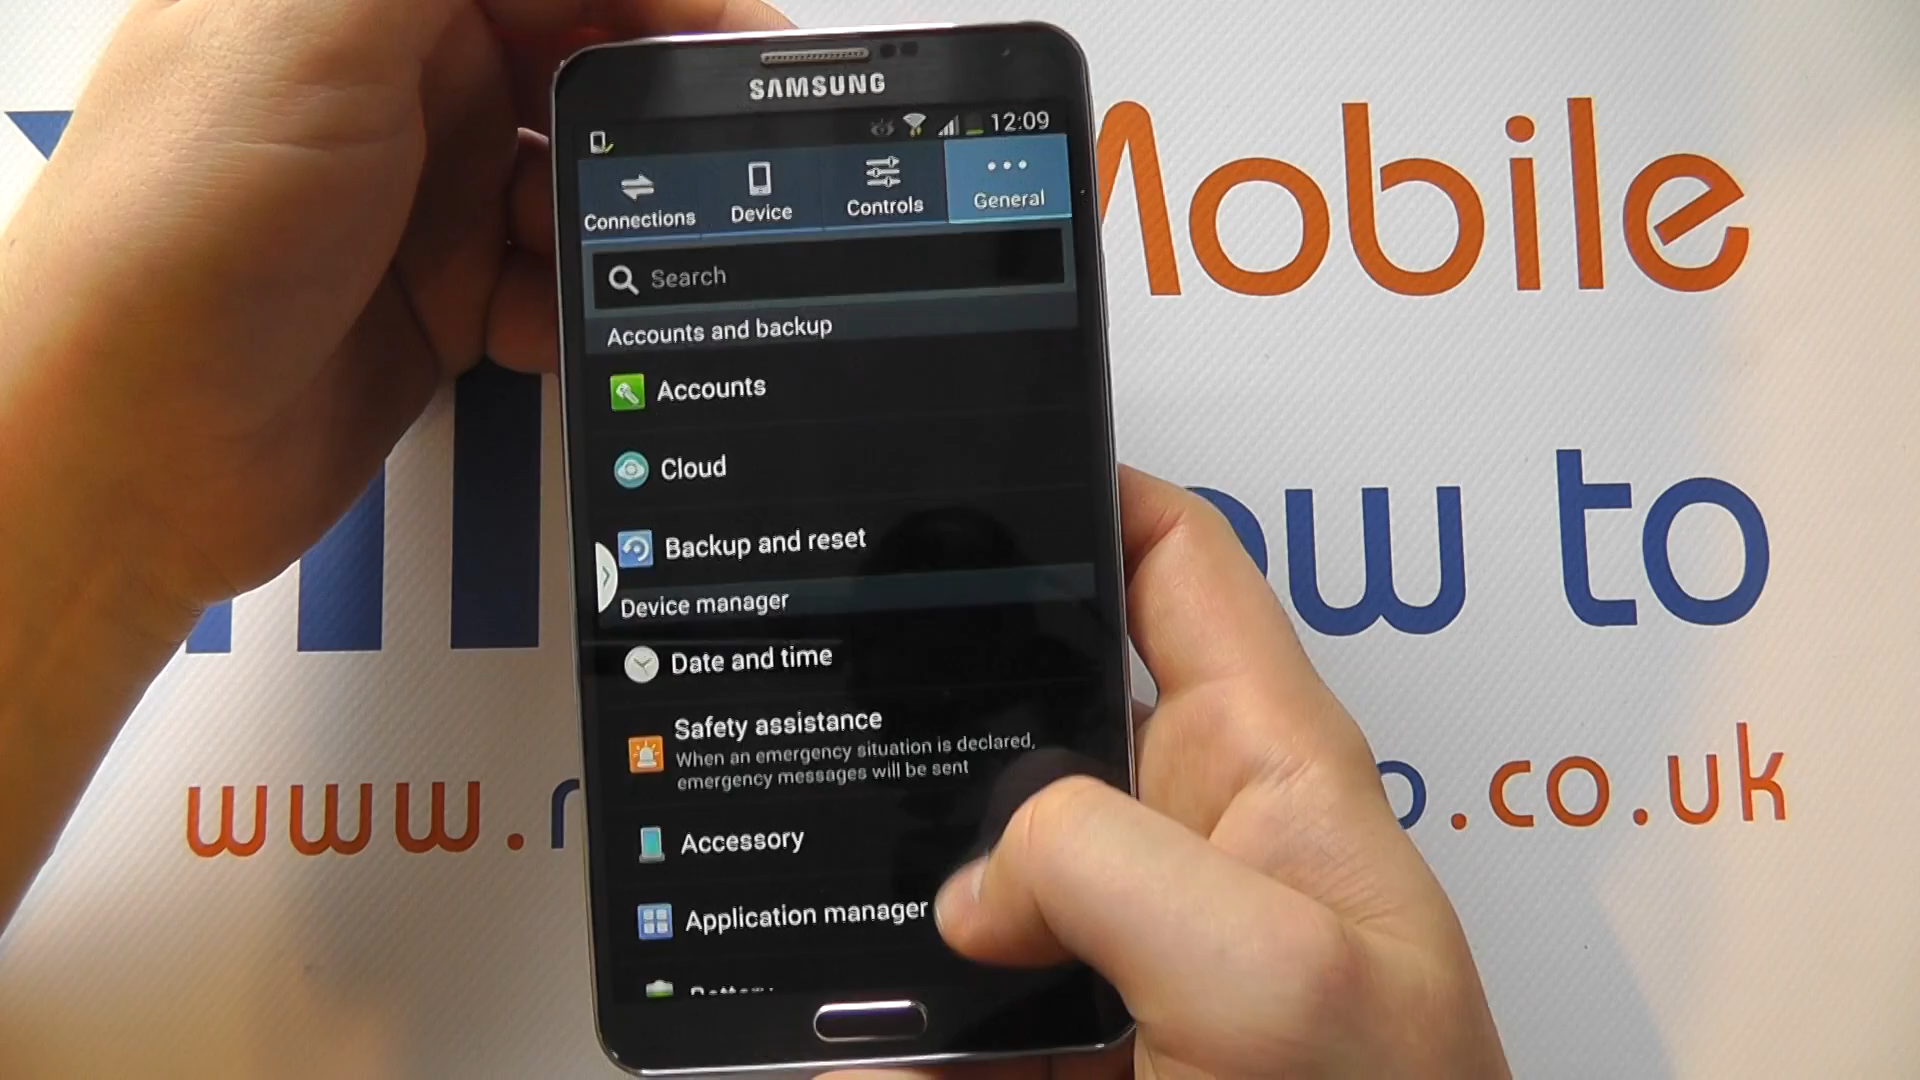 SAMSUNG
12:09
Connections
Device
Controls
General
Search
Accounts and backup
Accounts
Cloud
Backup and reset
Device manager
Date and time
Safety assistance
When an emergency situation is declared,
emergency messages will be sent
Accessory
Application manager
Mobile
to
www.
.co.uk